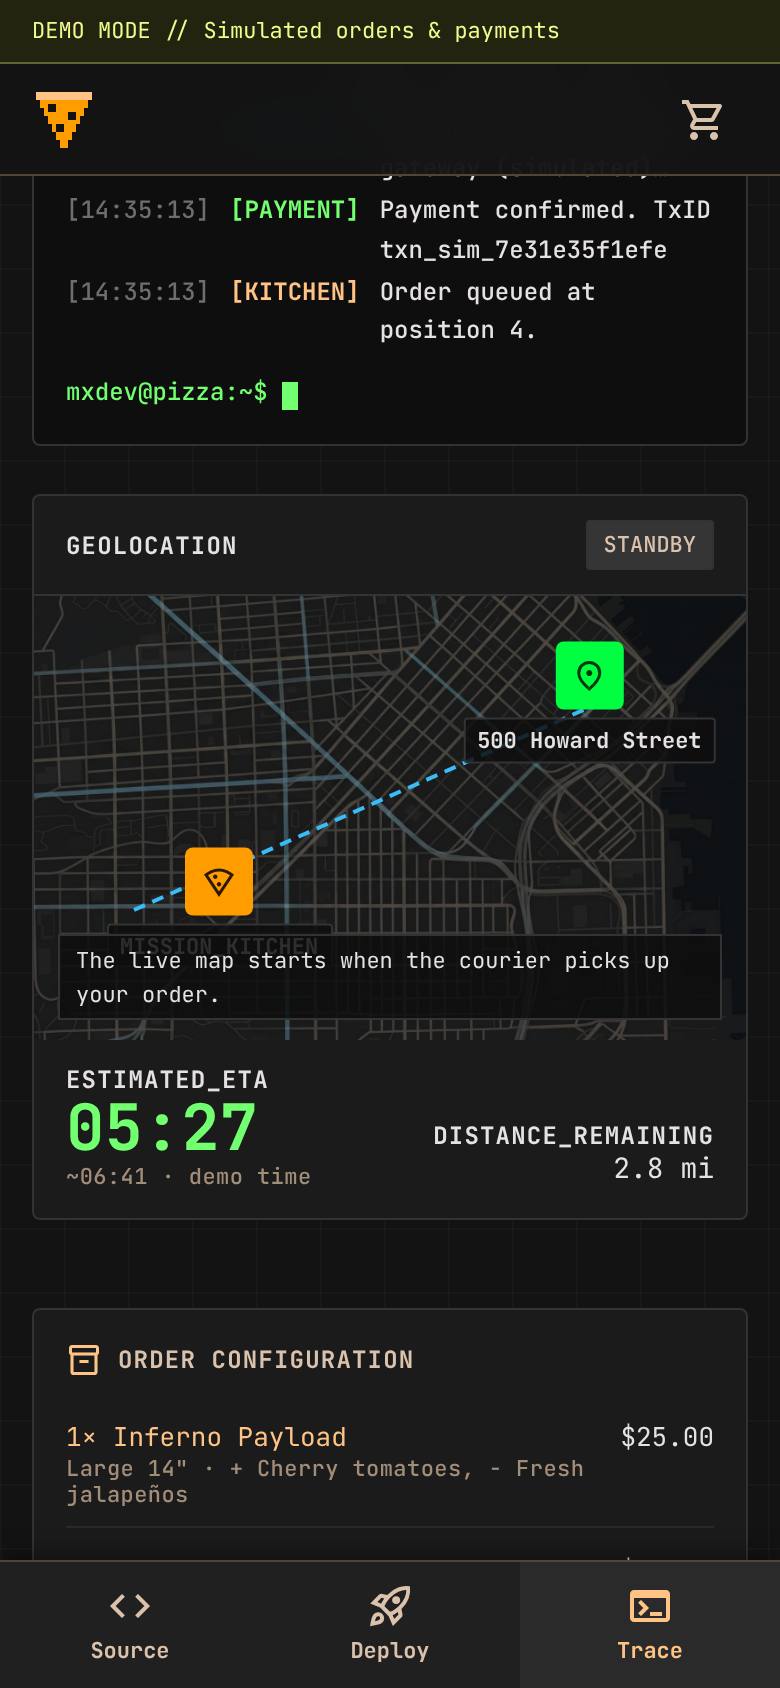 DEMO MODE // Simulated orders & payments
gateway (simulated)…
[14:35:13] [PAYMENT] Payment confirmed. TxID
txn_sim_7e31e35f1efe
[14:35:13] [KITCHEN] Order queued at
position 4.
mxdev@pizza:~$
GEOLOCATION
STANDBY
500 Howard Street
MISSION KITCHEN
The live map starts when the courier picks up
your order.
ESTIMATED_ETA
05:27
~06:41 · demo time
DISTANCE_REMAINING
2.8 mi
ORDER CONFIGURATION
1× Inferno Payload $25.00
Large 14" · + Cherry tomatoes, - Fresh
jalapeños
Source
Deploy
Trace